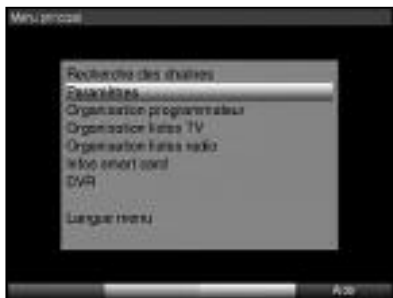 Menu principal
Recherche des chaînes
Paramètres
Organisation programmateur
Organisation listes TV
Organisation listes radio
Infos smart card
DVR
Langue menu
Aide